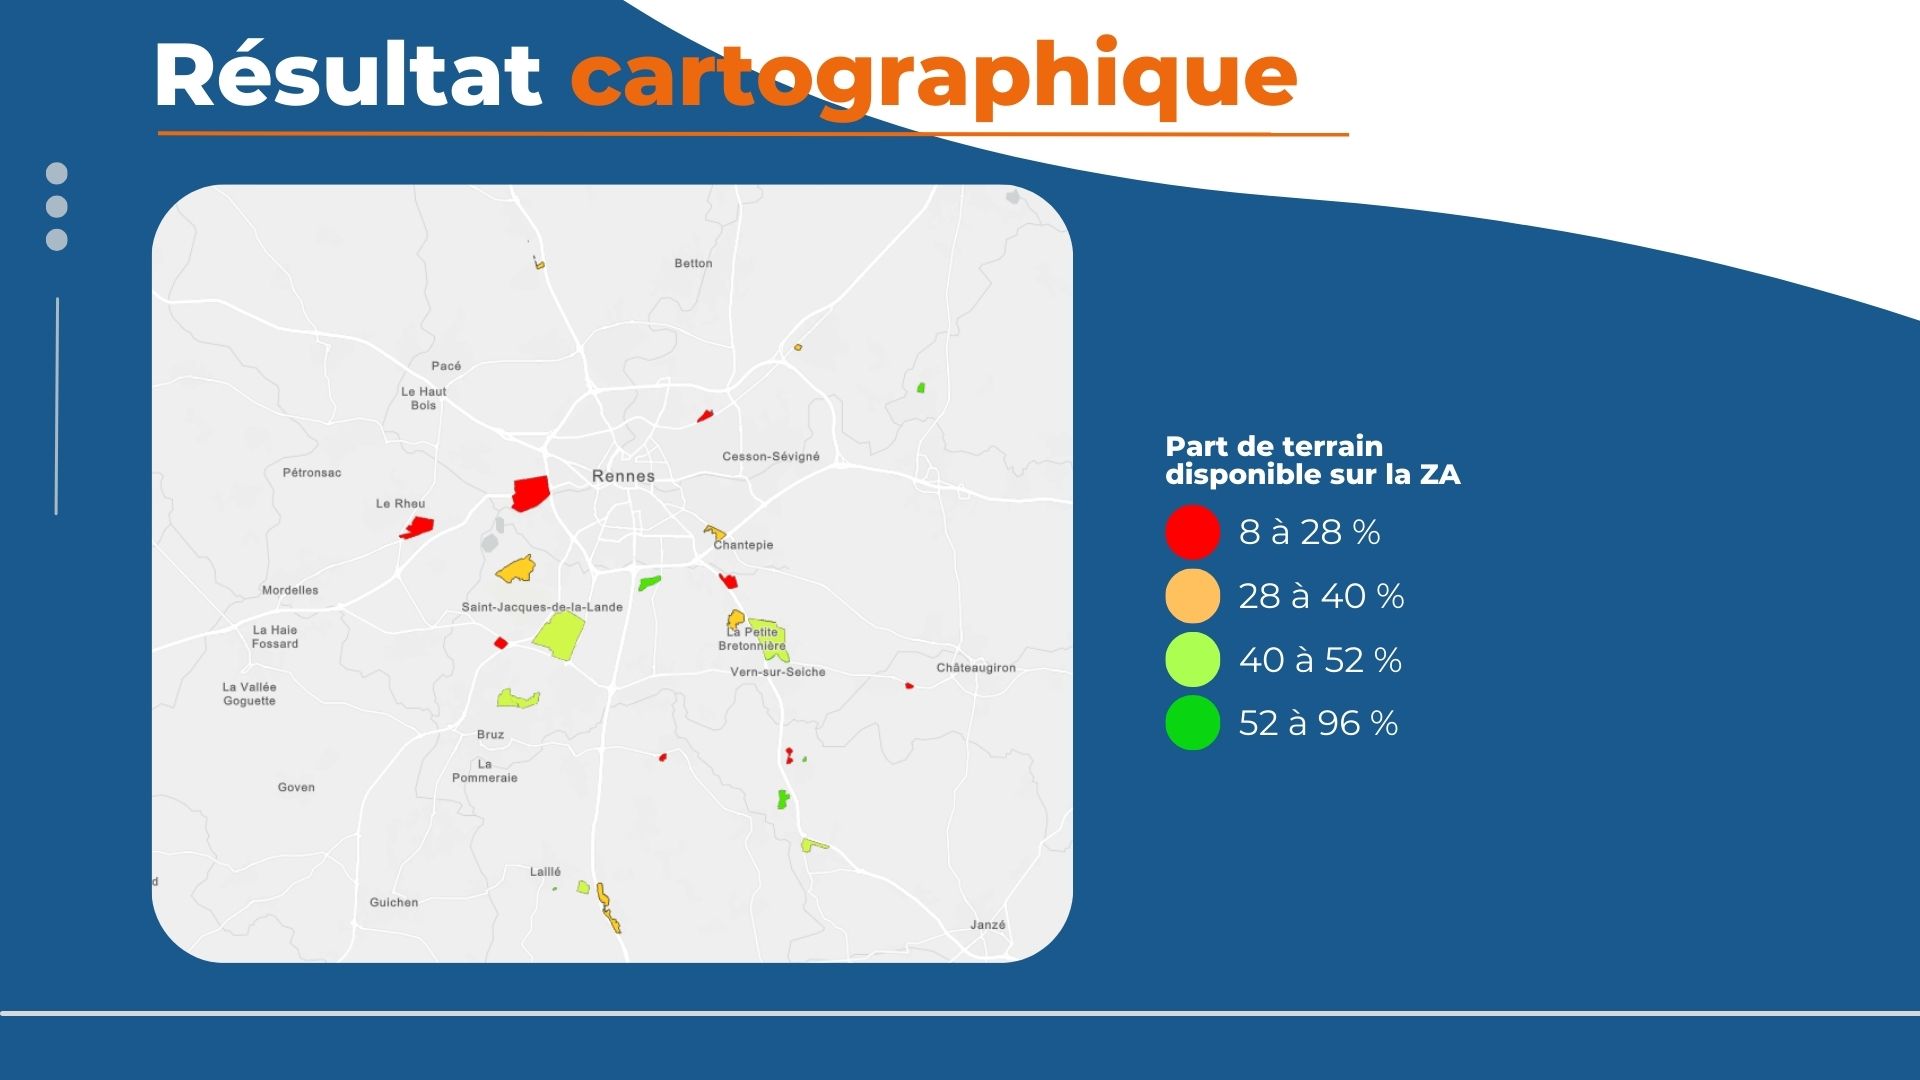 Résultat cartographique
Betton
Pacé
Le Haut
Bois
Cesson-Sévigné
Pétronsac
Rennes
Le Rheu
Chantepie
Mordelles
Saint-Jacques-de-la-Lande
La Haie
Fossard
La Petite
Bretonnière
Vern-sur-Seiche
Châteaugiron
La Vallée
Goguette
Bruz
La
Pommeraie
Goven
Laillé
d
Guichen
Janzé
Part de terrain
disponible sur la ZA
8 à 28 %
28 à 40 %
40 à 52 %
52 à 96 %